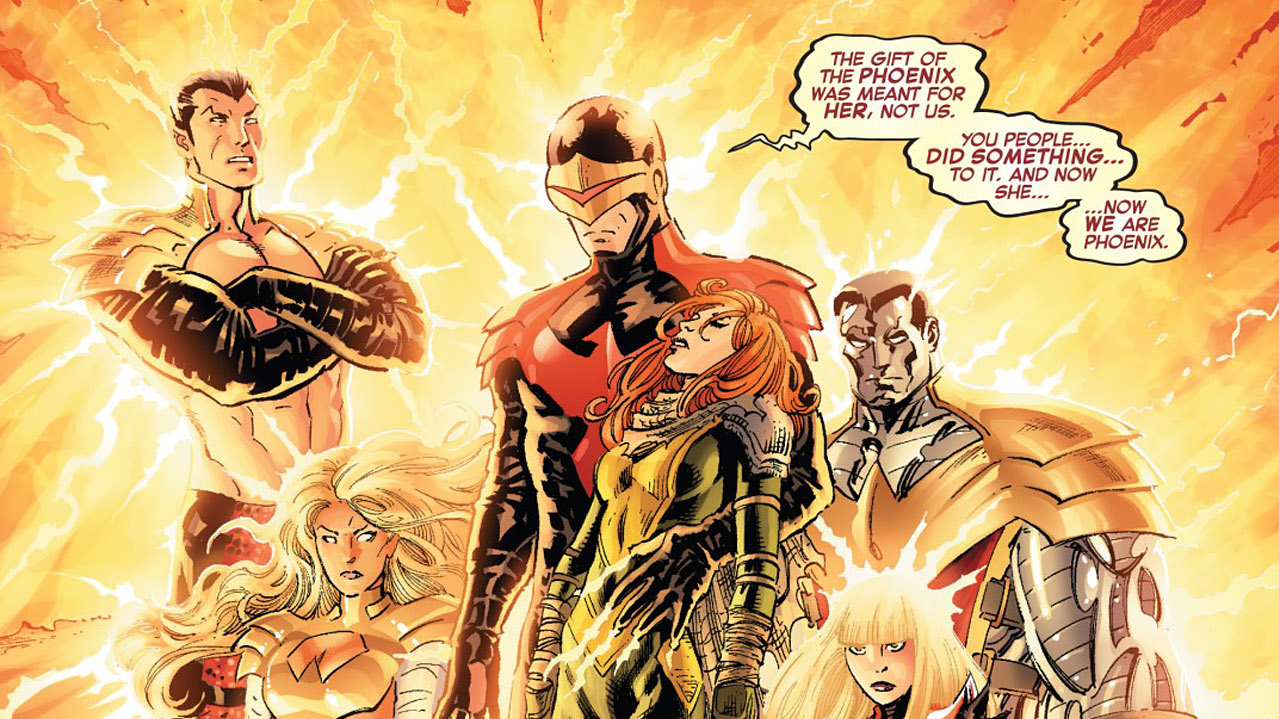 THE GIFT OF
THE PHOENIX
WAS MEANT FOR
HER, NOT US.
YOU PEOPLE...
DID SOMETHING...
TO IT. AND NOW
SHE...
...NOW
WE ARE
PHOENIX.